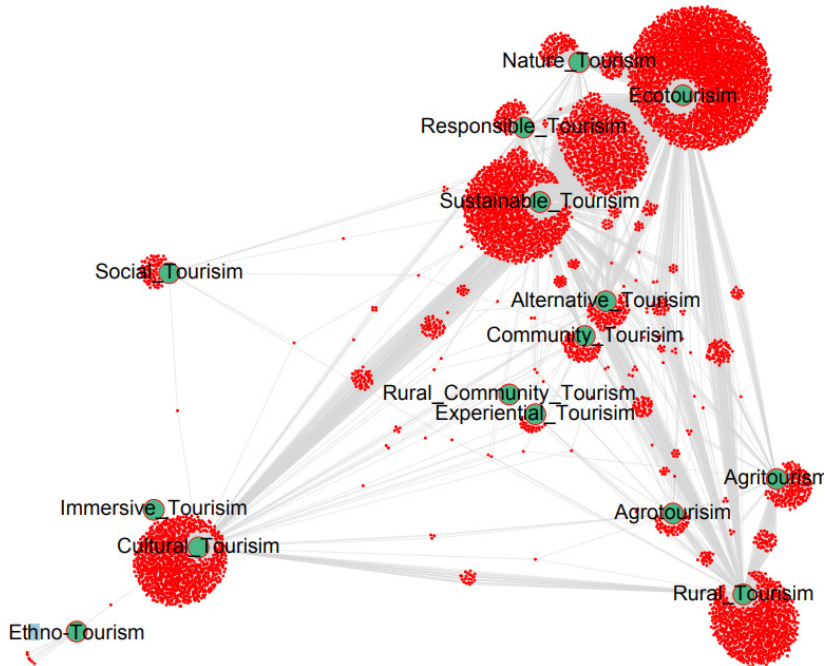 Nature_Tourisim
Ecotourisim
Responsible_Tourisim
Sustainable_Tourisim
Social_Tourisim
Alternative_Tourisim
Community_Tourisim
Rural_Community_Tourism
Experiential_Tourisim
Agritourism
Immersive_Tourisim
Agrotourisim
Cultural_Tourisim
Rural_Tourisim
Ethno-Tourism